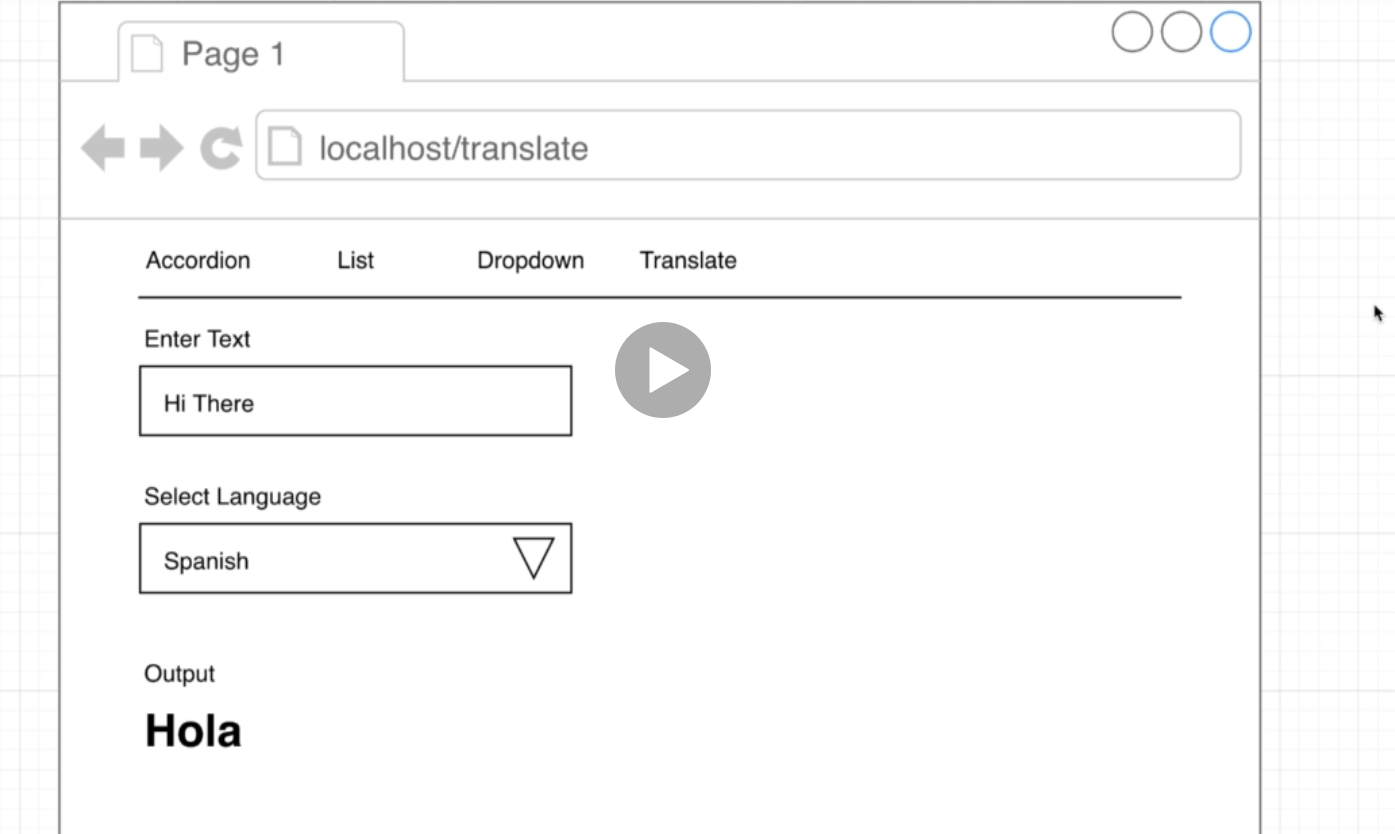 Page 1
localhost/translate
Accordion List Dropdown Translate
Enter Text
Hi There
Select Language
Spanish
Output
Hola